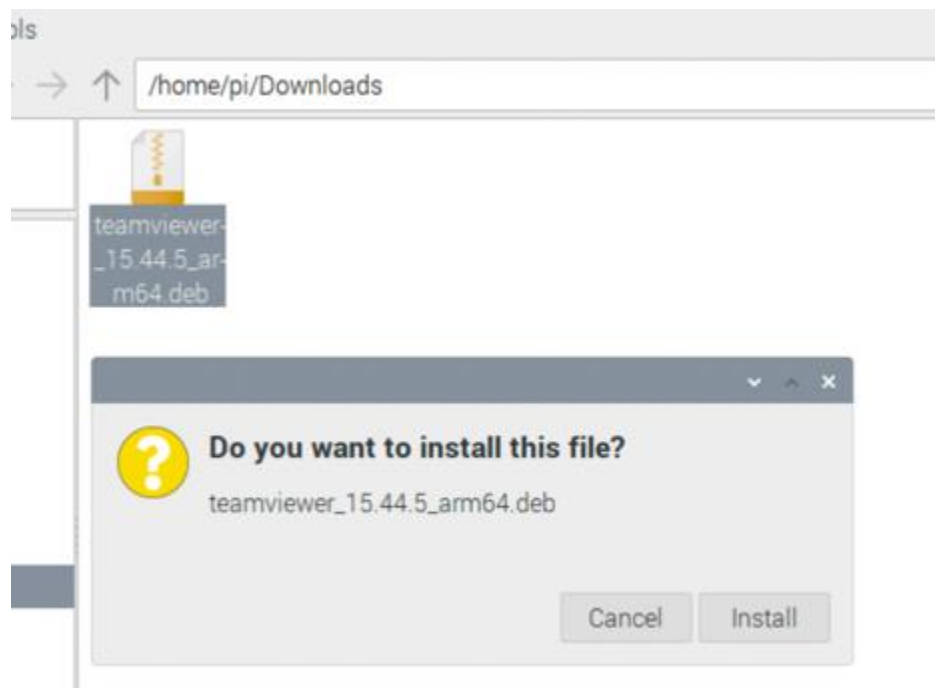 /home/pi/Downloads
teamviewer-
_15.44.5_ar-
m64.deb
Do you want to install this file?
teamviewer_15.44.5_arm64.deb
Cancel Install